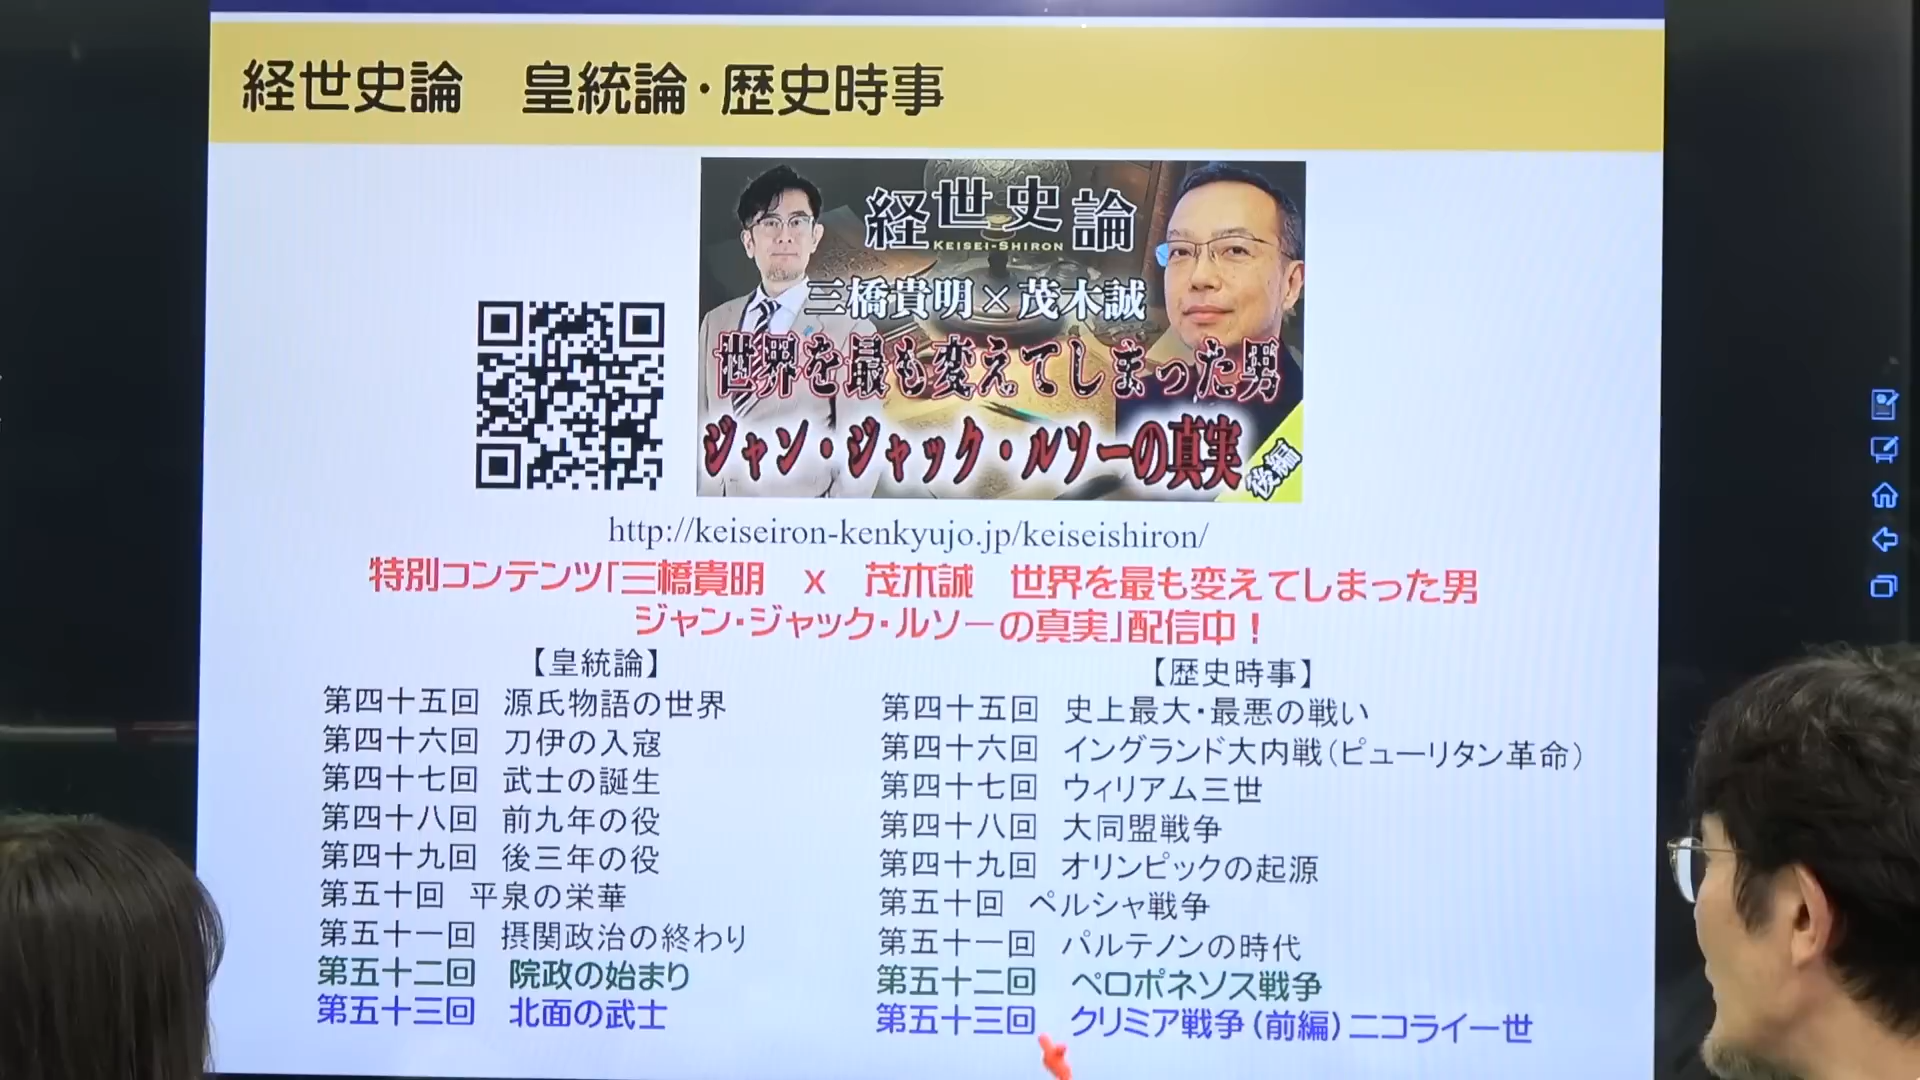 経世史論　皇統論・歴史時事
経世史論
KEISEI-SHIRON
三橋貴明×茂木誠
世界を最も変えてしまった男
ジャン・ジャック・ルソーの真実
後編
http://keiseiron-kenkyujo.jp/keiseishiron/
特別コンテンツ「三橋貴明　x　茂木誠　世界を最も変えてしまった男
ジャン・ジャック・ルソーの真実」配信中！
【皇統論】
第四十五回　源氏物語の世界
第四十六回　刀伊の入寇
第四十七回　武士の誕生
第四十八回　前九年の役
第四十九回　後三年の役
第五十回　平泉の栄華
第五十一回　摂関政治の終わり
第五十二回　院政の始まり
第五十三回　北面の武士
【歴史時事】
第四十五回　史上最大・最悪の戦い
第四十六回　イングランド大内戦（ピューリタン革命）
第四十七回　ウィリアム三世
第四十八回　大同盟戦争
第四十九回　オリンピックの起源
第五十回　ペルシャ戦争
第五十一回　パルテノンの時代
第五十二回　ペロポネソス戦争
第五十三回　クリミア戦争（前編）ニコライ一世